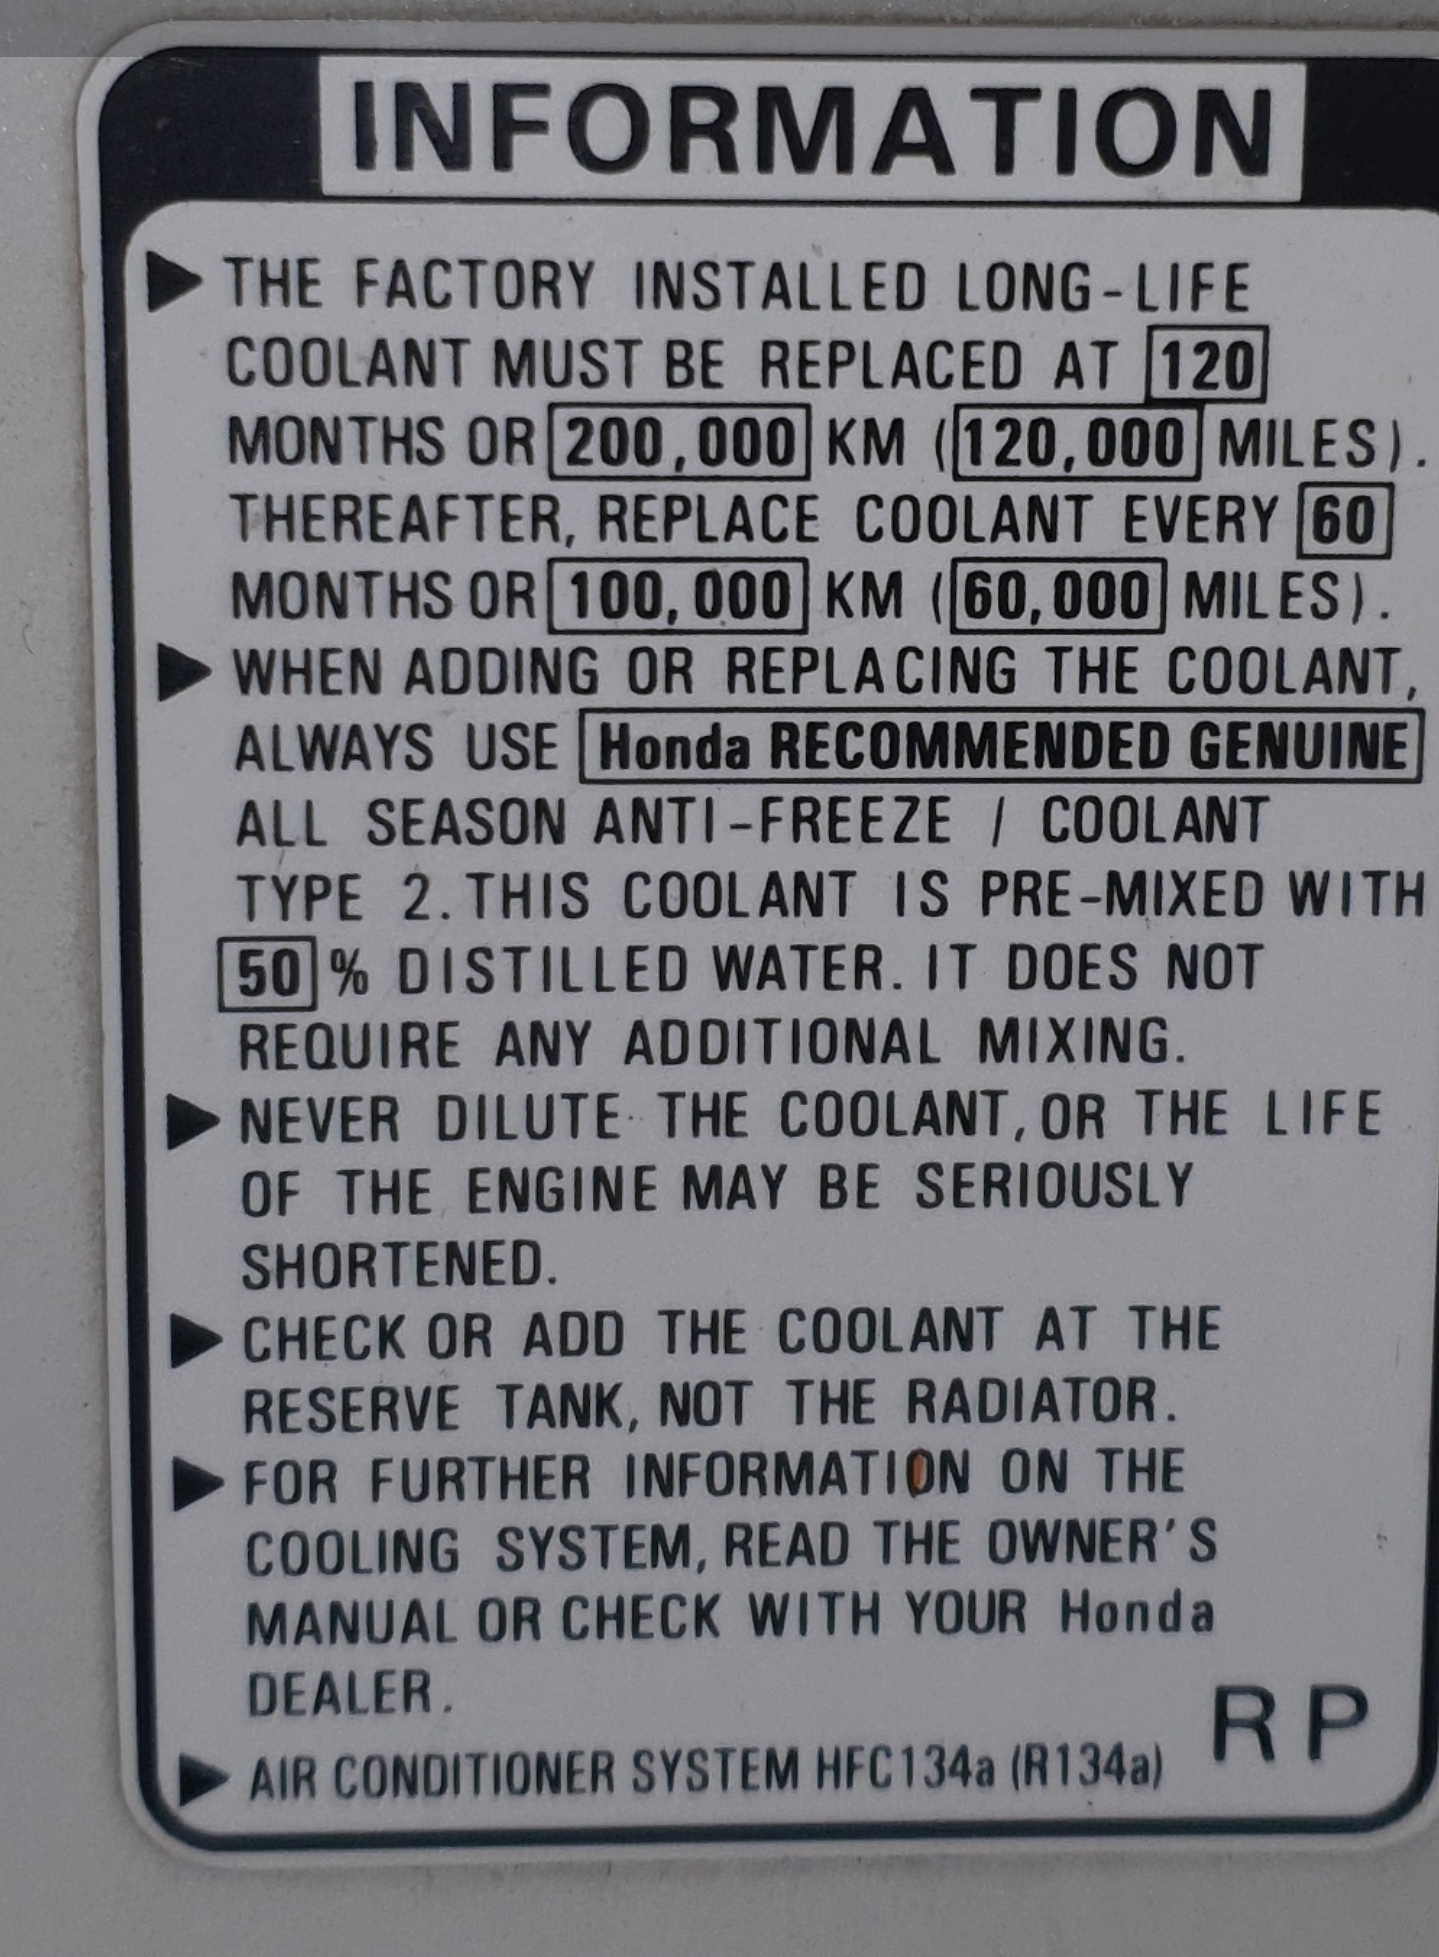 INFORMATION
▶ THE FACTORY INSTALLED LONG-LIFE
COOLANT MUST BE REPLACED AT 120
MONTHS OR 200,000 KM (120,000 MILES).
THEREAFTER, REPLACE COOLANT EVERY 60
MONTHS OR 100,000 KM (60,000 MILES).
▶ WHEN ADDING OR REPLACING THE COOLANT,
ALWAYS USE Honda RECOMMENDED GENUINE
ALL SEASON ANTI-FREEZE / COOLANT
TYPE 2. THIS COOLANT IS PRE-MIXED WITH
50 % DISTILLED WATER. IT DOES NOT
REQUIRE ANY ADDITIONAL MIXING.
▶ NEVER DILUTE THE COOLANT, OR THE LIFE
OF THE ENGINE MAY BE SERIOUSLY
SHORTENED.
▶ CHECK OR ADD THE COOLANT AT THE
RESERVE TANK, NOT THE RADIATOR.
▶ FOR FURTHER INFORMATION ON THE
COOLING SYSTEM, READ THE OWNER'S
MANUAL OR CHECK WITH YOUR Honda
DEALER.
▶ AIR CONDITIONER SYSTEM HFC134a (R134a)
RP